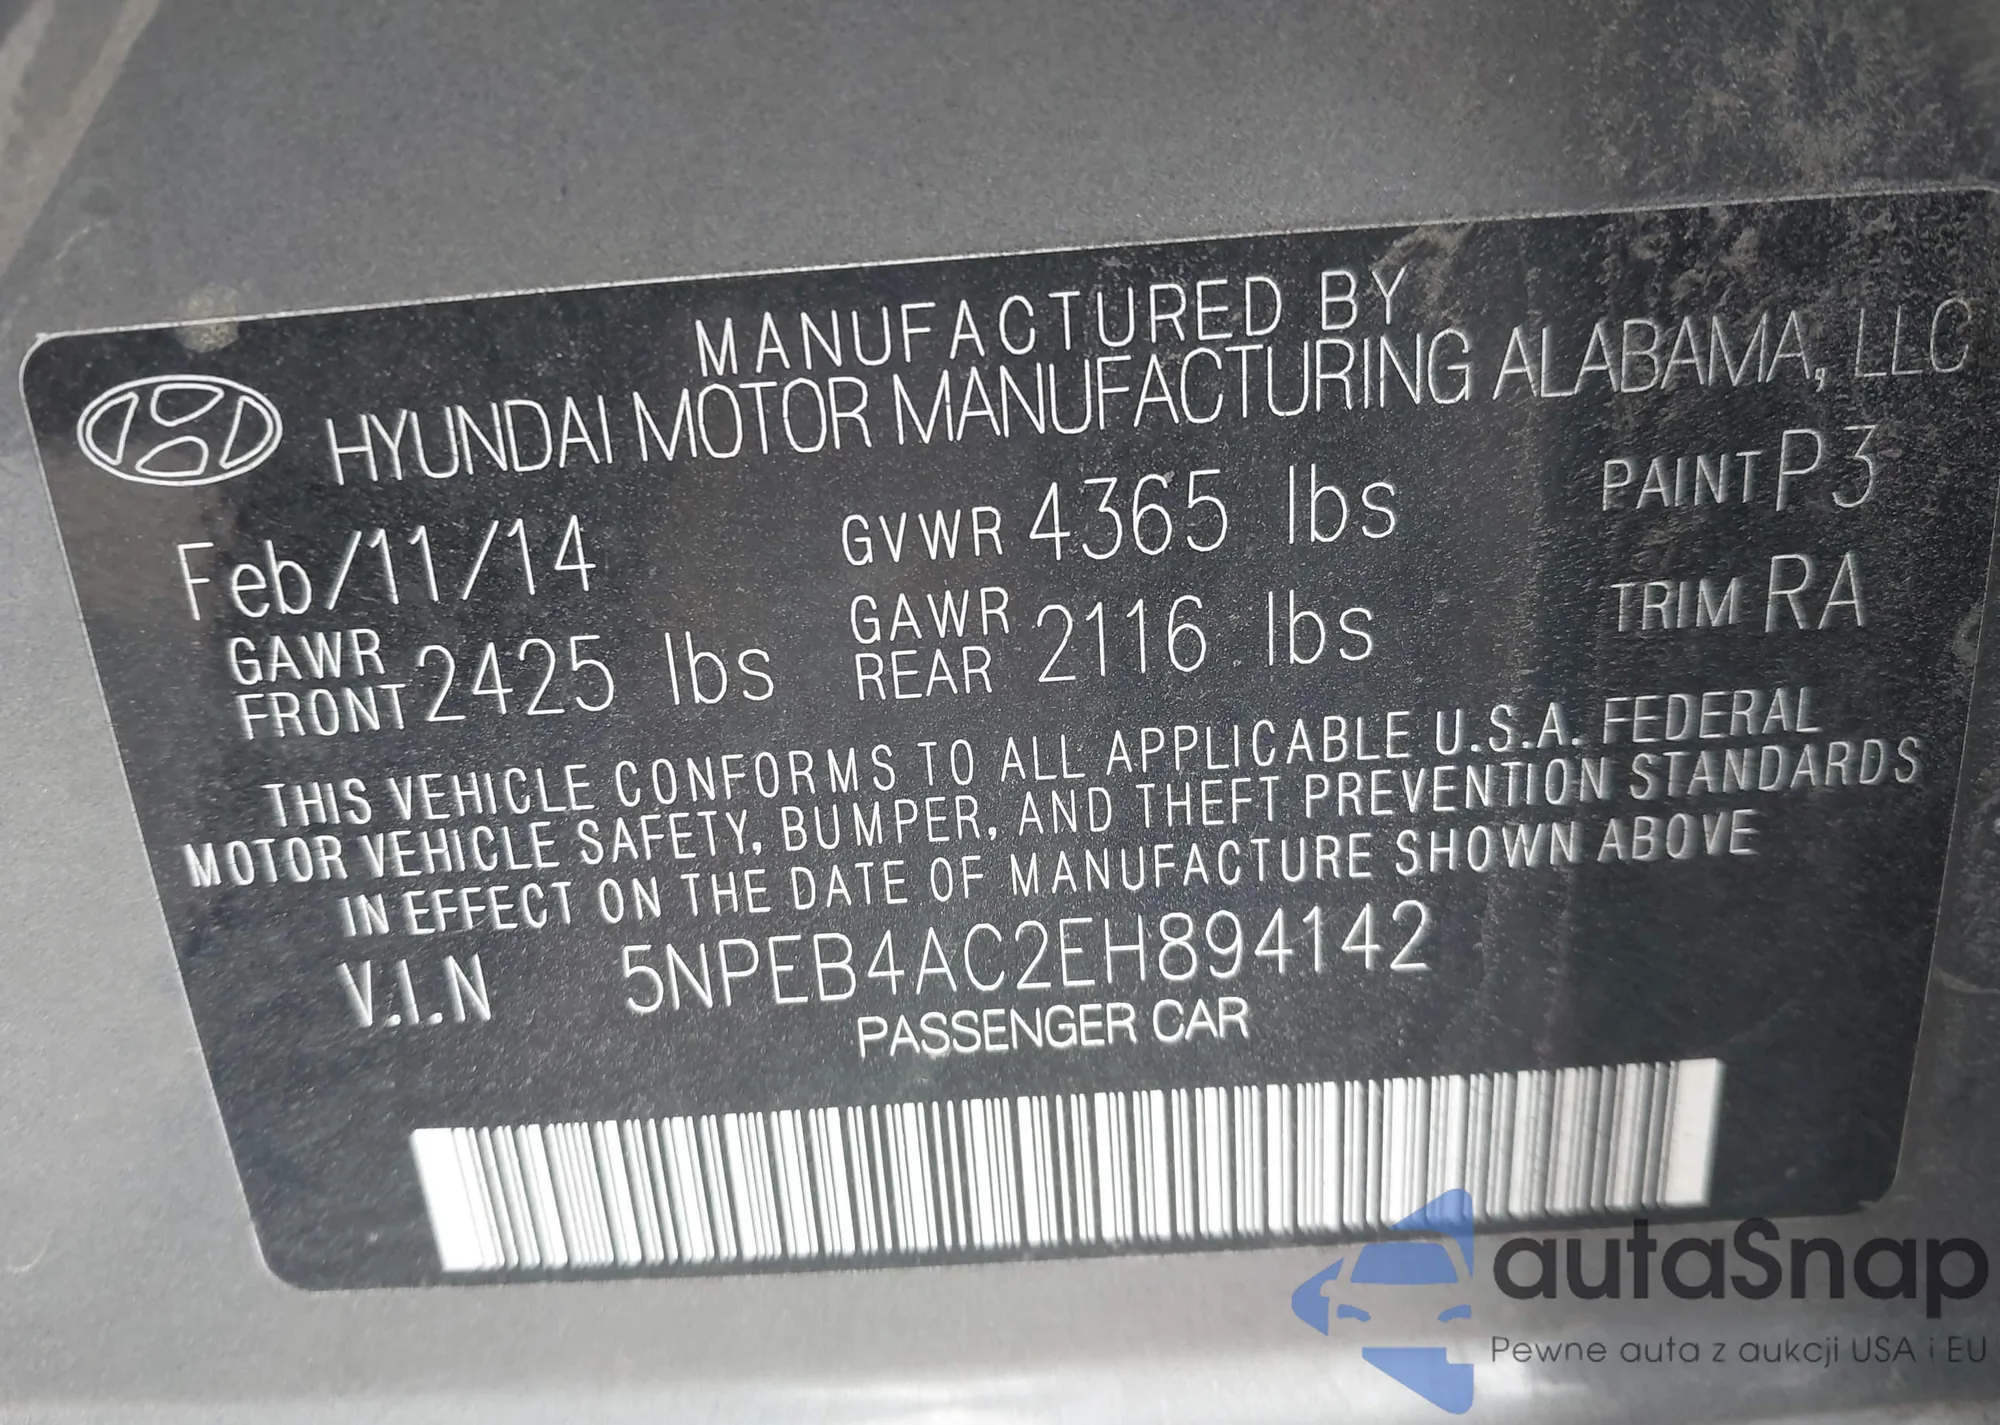 MANUFACTURED BY
HYUNDAI MOTOR MANUFACTURING ALABAMA, LLC
Feb/11/14 GVWR 4365 lbs PAINT P3
GAWR FRONT 2425 lbs GAWR REAR 2116 lbs TRIM RA
THIS VEHICLE CONFORMS TO ALL APPLICABLE U.S.A. FEDERAL
MOTOR VEHICLE SAFETY, BUMPER, AND THEFT PREVENTION STANDARDS
IN EFFECT ON THE DATE OF MANUFACTURE SHOWN ABOVE
V.I.N 5NPEB4AC2EH894142
PASSENGER CAR
autaSnap
Pewne auta z aukcji USA i EU